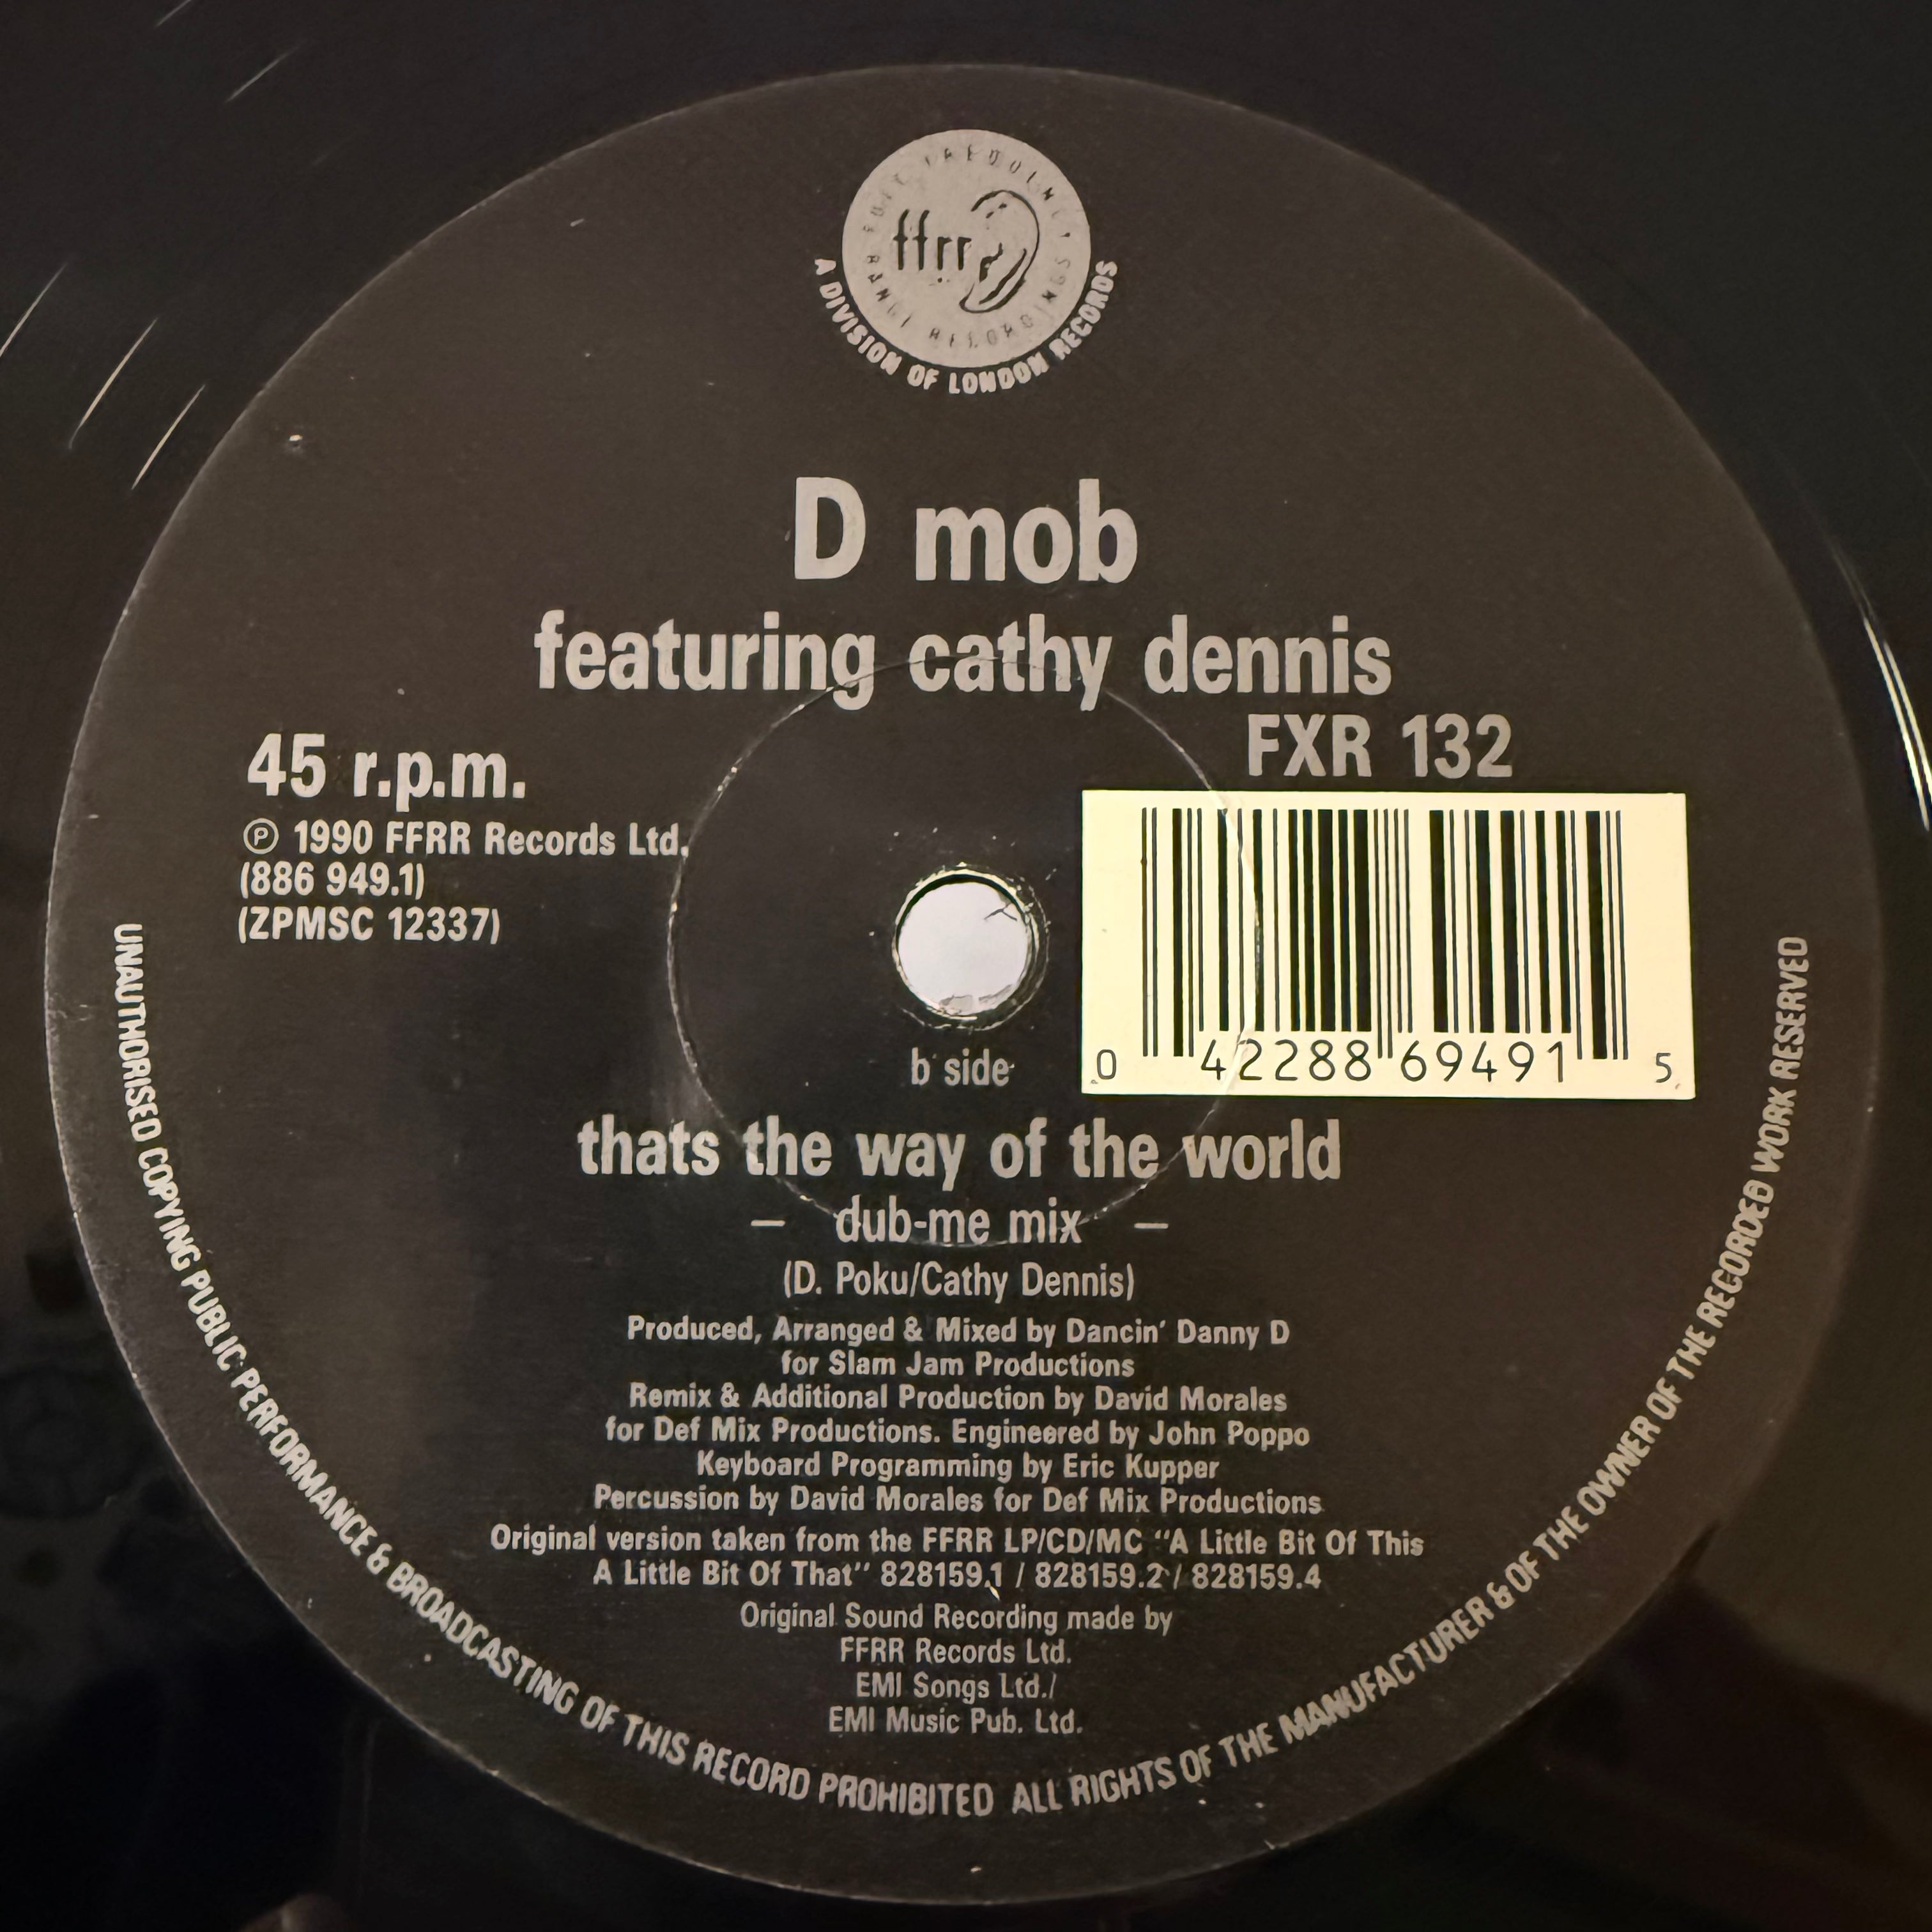 FULL FREQUENCY RANGE RECORDINGS
ffrr
A DIVISION OF LONDON RECORDS
D mob
featuring cathy dennis
FXR 132
45 r.p.m.
℗ 1990 FFRR Records Ltd.
(886 949.1)
(ZPMSC 12337)
0 42288 69491 5
b side
thats the way of the world
– dub-me mix –
(D. Poku/Cathy Dennis)
Produced, Arranged & Mixed by Dancin' Danny D
for Slam Jam Productions
Remix & Additional Production by David Morales
for Def Mix Productions. Engineered by John Poppo
Keyboard Programming by Eric Kupper
Percussion by David Morales for Def Mix Productions
Original version taken from the FFRR LP/CD/MC "A Little Bit Of This
A Little Bit Of That" 828159.1 / 828159.2 / 828159.4
Original Sound Recording made by
FFRR Records Ltd.
EMI Songs Ltd./
EMI Music Pub. Ltd.
UNAUTHORISED COPYING PUBLIC PERFORMANCE & BROADCASTING OF THIS RECORD PROHIBITED ALL RIGHTS OF THE MANUFACTURER & OF THE OWNER OF THE RECORDED WORK RESERVED